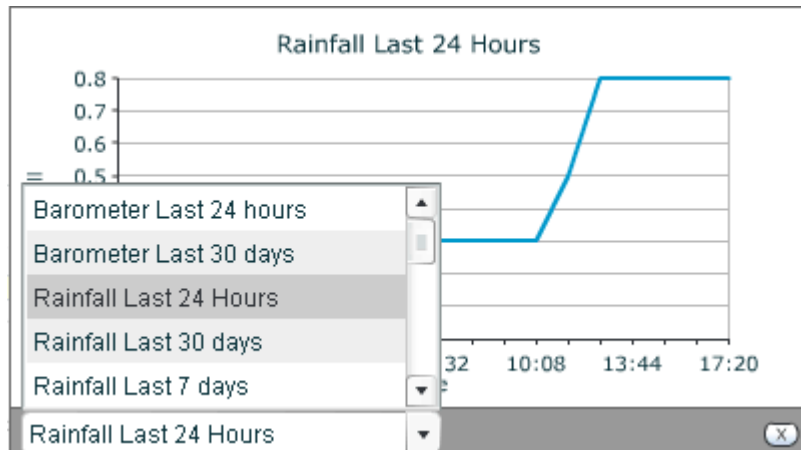 Rainfall Last 24 Hours
0.8
0.7
0.6
0.5
Barometer Last 24 hours
Barometer Last 30 days
Rainfall Last 24 Hours
Rainfall Last 30 days
Rainfall Last 7 days
32 10:08 13:44 17:20
Rainfall Last 24 Hours
X